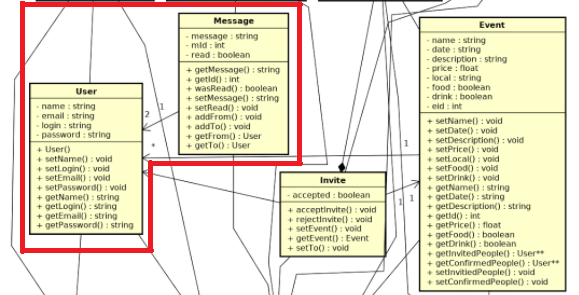 Message
- message : string
- mId : int
- read : boolean
+ getMessage() : string
+ getId() : int
+ wasRead() : boolean
+ setMessage() : string
+ setRead() : void
+ addFrom() : void
+ addTo() : void
+ getFrom() : User
+ getTo() : User
User
- name : string
- email : string
- login : string
- password : string
+ User()
+ setName() : void
+ setLogin() : void
+ setEmail() : void
+ setPassword() : void
+ getName() : string
+ getLogin() : string
+ getEmail() : string
+ getPassword() : string
1
2
*
1
Invite
- accepted : boolean
+ acceptInvite() : void
+ rejectInvite() : void
+ setEvent() : void
+ getEvent() : Event
+ setTo() : void
1
1
Event
- name : string
- date : string
- description : string
- price : float
- local : string
- food : boolean
- drink : boolean
- eid : int
+ setName() : void
+ setDate() : void
+ setDescription() : void
+ setPrice() : void
+ setLocal() : void
+ setFood() : void
+ setDrink() : void
+ getName() : string
+ getDate() : string
+ getDescription() : string
+ getId() : int
+ getPrice() : float
+ getFood() : boolean
+ getDrink() : boolean
+ getInvitedPeople() : User**
+ getConfirmedPeople() : User**
+ setInvitiedPeople() : void
+ setConfirmedPeople() : void